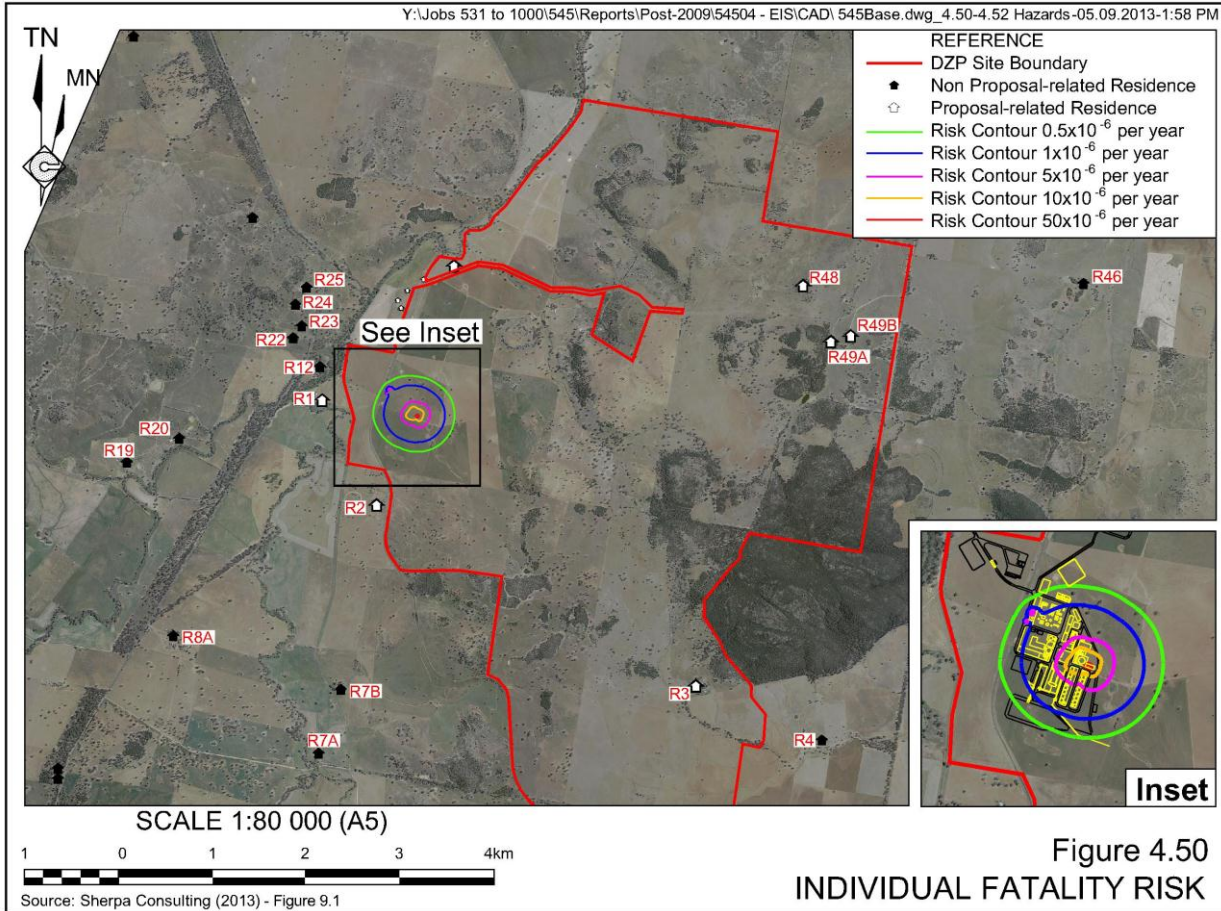 Y:\Jobs 531 to 1000\545\Reports\Post-2009\54504 - EIS\CAD\ 545Base.dwg_4.50-4.52 Hazards-05.09.2013-1:58 PM
TN
MN
REFERENCE
DZP Site Boundary
Non Proposal-related Residence
Proposal-related Residence
Risk Contour 0.5x10⁻⁶ per year
Risk Contour 1x10⁻⁶ per year
Risk Contour 5x10⁻⁶ per year
Risk Contour 10x10⁻⁶ per year
Risk Contour 50x10⁻⁶ per year
R25
R24
R23
R22
R12
R1
See Inset
R48
R46
R49B
R49A
R20
R19
R2
R8A
R7B
R3
R7A
R4
Inset
SCALE 1:80 000 (A5)
1 0 1 2 3 4km
Source: Sherpa Consulting (2013) - Figure 9.1
Figure 4.50
INDIVIDUAL FATALITY RISK